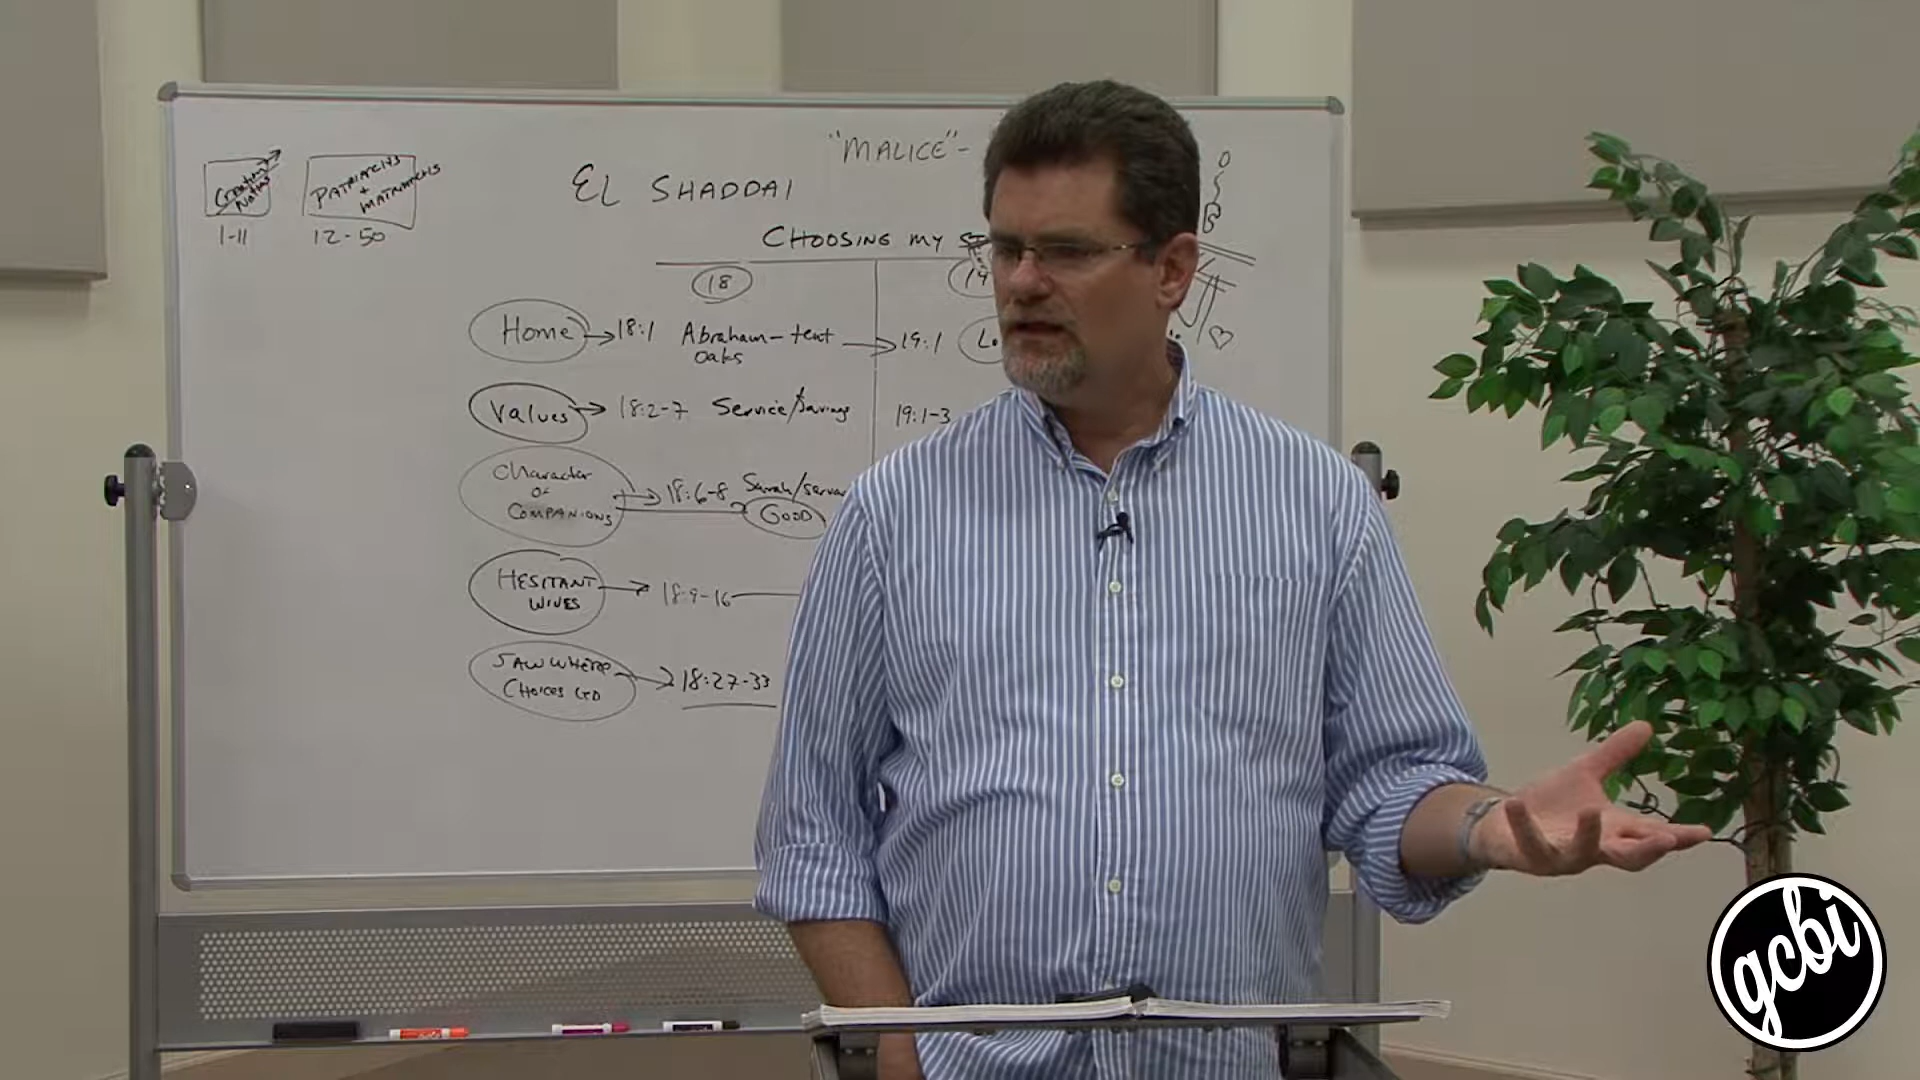 "MALICE"-
EL SHADDAI
Creation
Nations
1-11
PATRIARCHS
+
MATRIARCHS
12-50
CHOOSING MY
18
19
Home → 18:1 Abraham - tent → 19:1
oaks
Values → 18:2-7 Service/Savings 19:1-3
Character
OF
COMPANIONS
18:6-8 Sarah/
GOOD
HESITANT
WIVES
18:9-16
SAW WHERE
CHOICES
18:27-33
gcbi